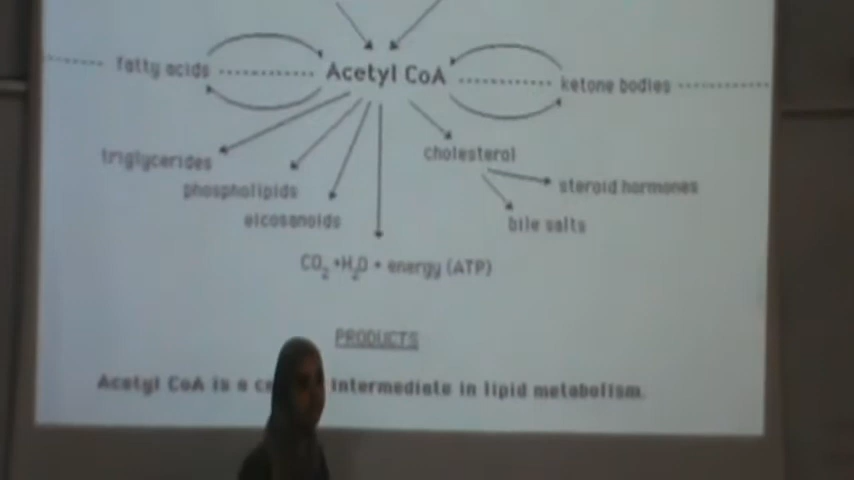 fatty acids Acetyl CoA ketone bodies
triglycerides cholesterol
phospholipids steroid hormones
eicosanoids bile salts
CO2 +H2O + energy (ATP)
PRODUCTS
Acetyl CoA is a intermediate in lipid metabolism.